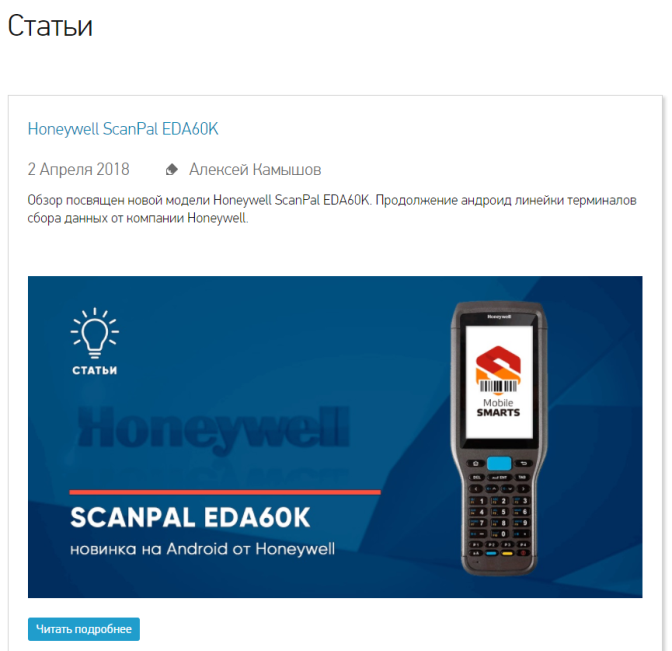 Статьи
Honeywell ScanPal EDA60K
2 Апреля 2018 Алексей Камышов
Обзор посвящен новой модели Honeywell ScanPal EDA60K. Продолжение андроид линейки терминалов
сбора данных от компании Honeywell.
СТАТЬИ
Honeywell
Honeywell
Mobile
SMARTS
SCANPAL EDA60K
новинка на Android от Honeywell
Читать подробнее